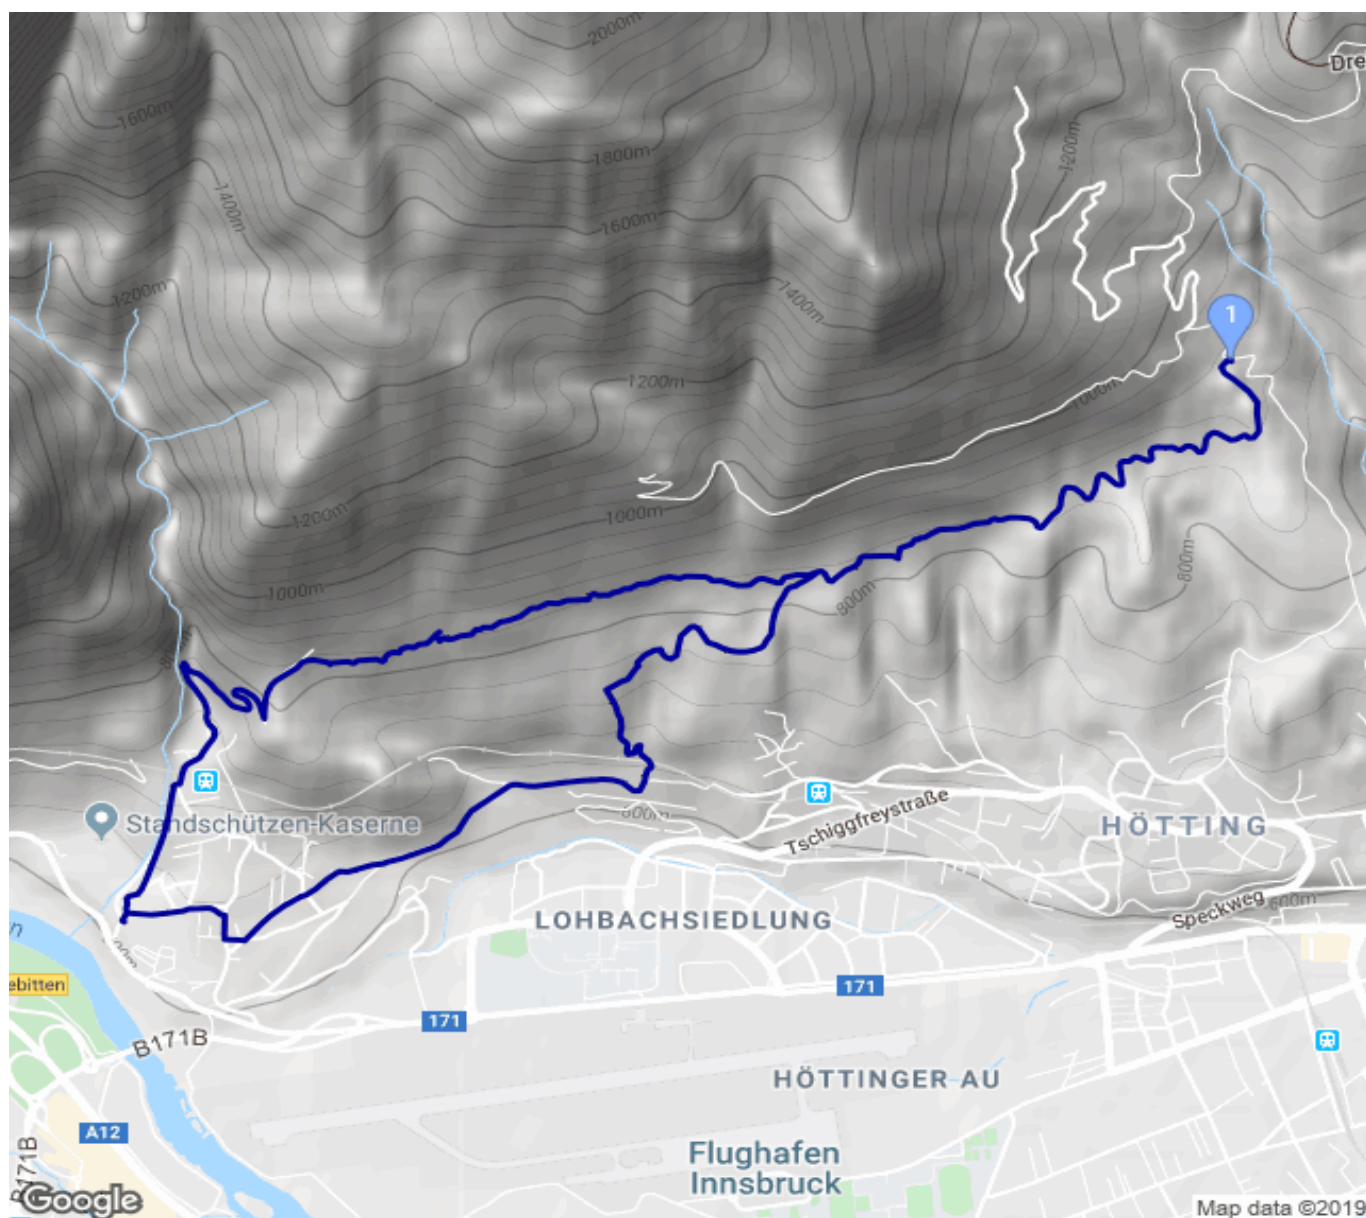 2000m
Dre
1600m
1800m
1200m
1400m
1600m
1200m
1400m
1
1200m
1000m
1200m
1000m
800m
1000m
800m
800m
Standschützen-Kaserne
600m
Tschiggfreystraße
HÖTTING
Speckweg
600m
LOHBACHSIEDLUNG
ebitten
171
171
B171B
HÖTTINGER AU
A12
B171B
Flughafen
Innsbruck
Google
Map data ©2019